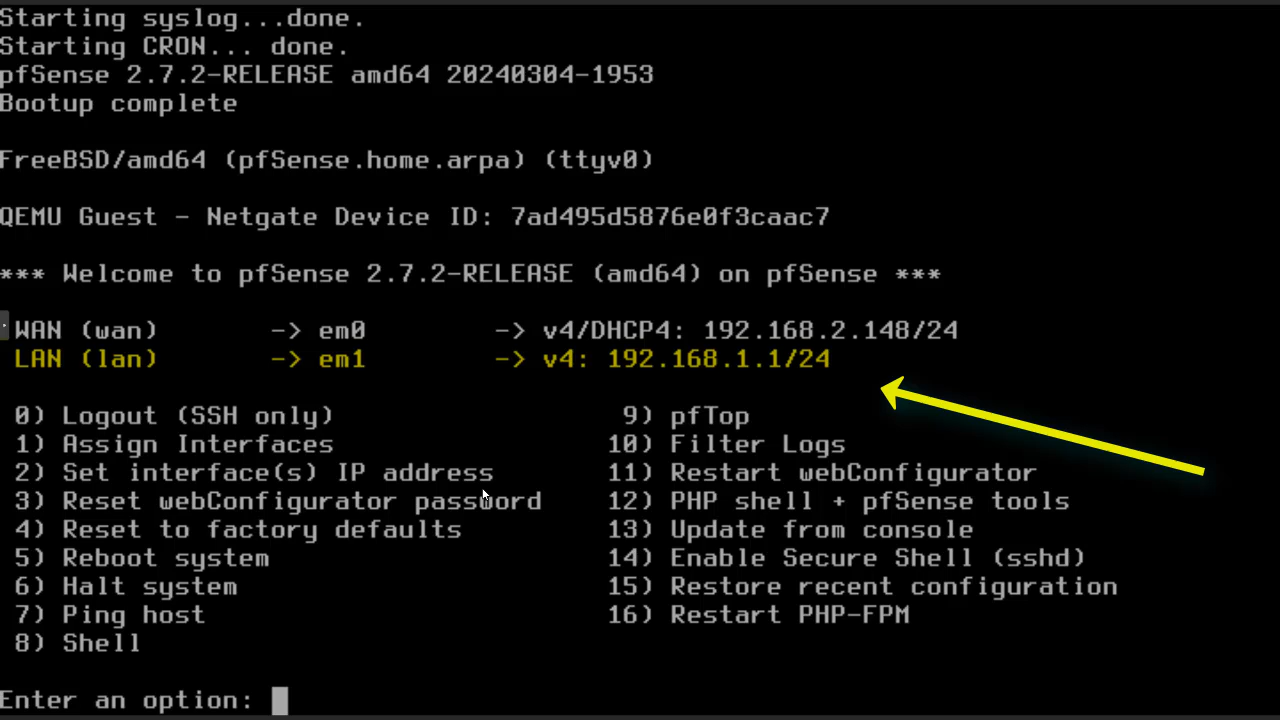 Starting syslog...done.
Starting CRON... done.
pfSense 2.7.2-RELEASE amd64 20240304-1953
Bootup complete
FreeBSD/amd64 (pfSense.home.arpa) (ttyv0)
QEMU Guest - Netgate Device ID: 7ad495d5876e0f3caac7
*** Welcome to pfSense 2.7.2-RELEASE (amd64) on pfSense ***
WAN (wan) -> em0 -> v4/DHCP4: 192.168.2.148/24
LAN (lan) -> em1 -> v4: 192.168.1.1/24
0) Logout (SSH only) 9) pfTop
1) Assign Interfaces 10) Filter Logs
2) Set interface(s) IP address 11) Restart webConfigurator
3) Reset webConfigurator password 12) PHP shell + pfSense tools
4) Reset to factory defaults 13) Update from console
5) Reboot system 14) Enable Secure Shell (sshd)
6) Halt system 15) Restore recent configuration
7) Ping host 16) Restart PHP-FPM
8) Shell
Enter an option: